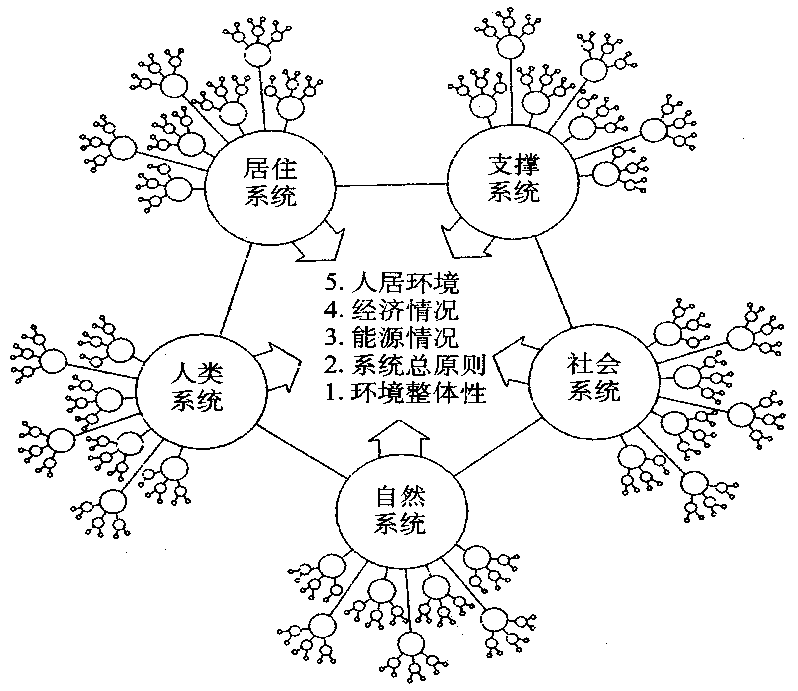 居住
系统
支撑
系统
5. 人居环境
4. 经济情况
3. 能源情况
2. 系统总原则
1. 环境整体性
人类
系统
社会
系统
自然
系统